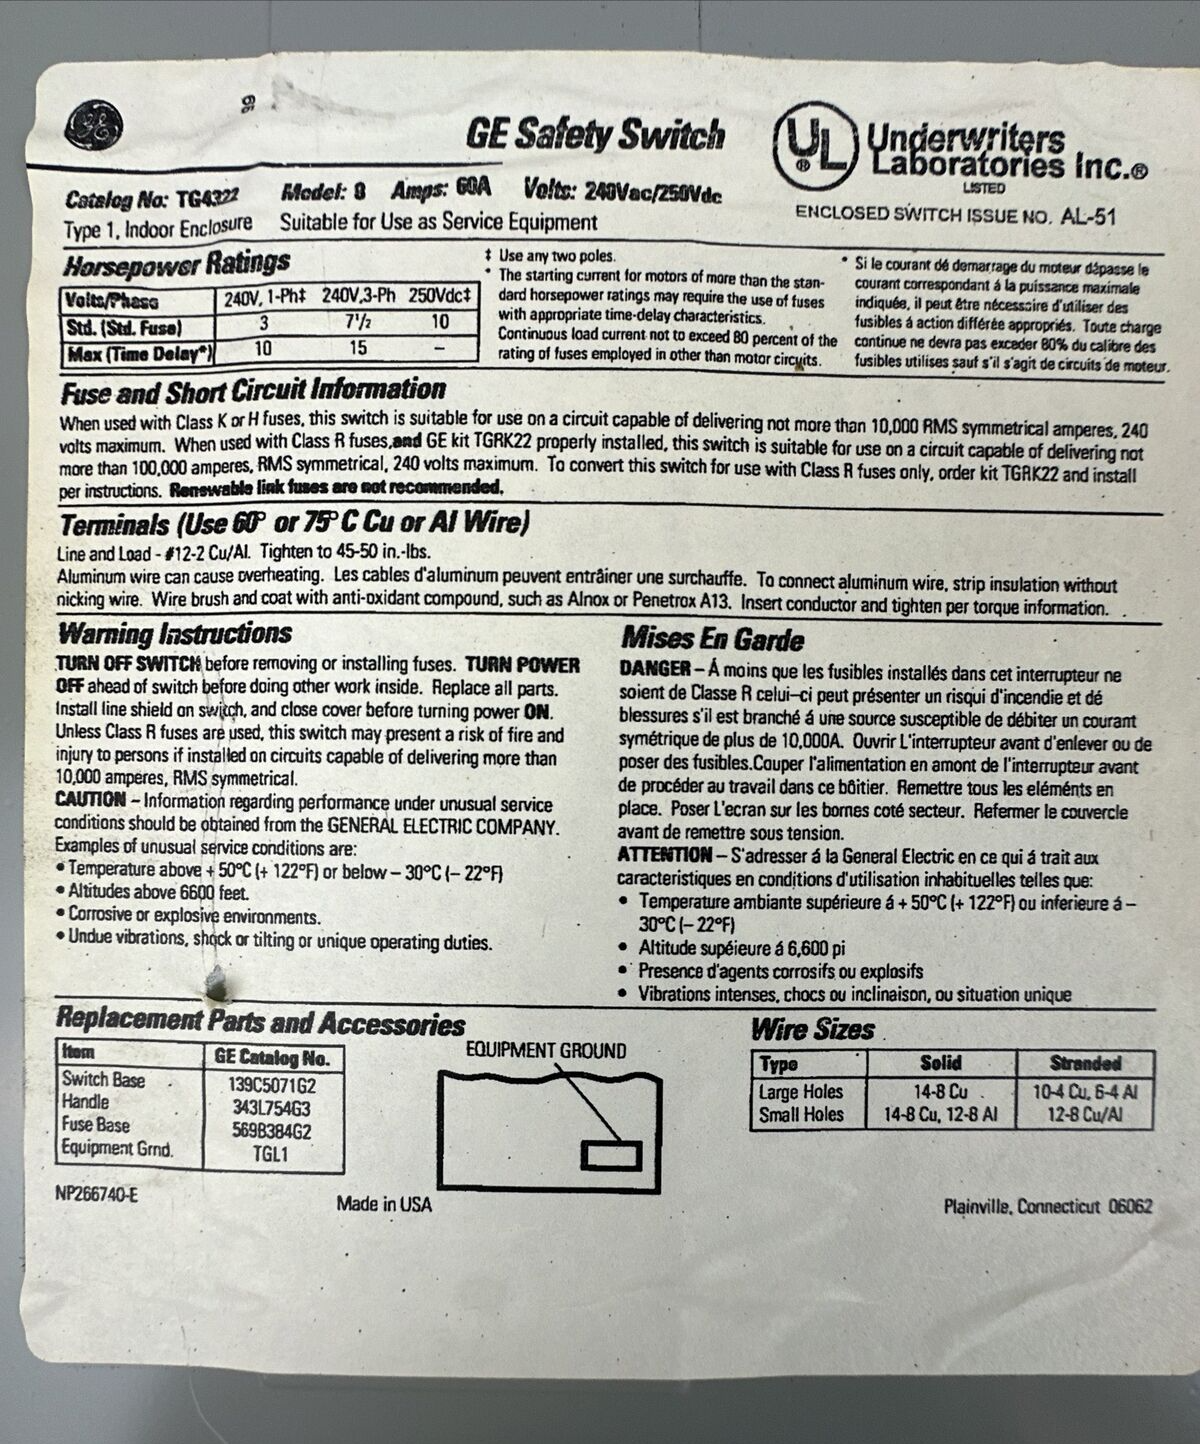 GE
GE Safety Switch
UL ® Underwriters
Laboratories Inc.®
LISTED
ENCLOSED SWITCH ISSUE NO. AL-51
Catalog No: TG4322 Model: 8 Amps: 60A Volts: 240Vac/250Vdc
Type 1, Indoor Enclosure Suitable for Use as Service Equipment
Horsepower Ratings
Volts/Phase 240V, 1-Ph‡ 240V,3-Ph 250Vdc‡
Std. (Std. Fuse) 3 7½ 10
Max (Time Delay*) 10 15 –
‡ Use any two poles.
* The starting current for motors of more than the stan-
dard horsepower ratings may require the use of fuses
with appropriate time-delay characteristics.
Continuous load current not to exceed 80 percent of the
rating of fuses employed in other than motor circuits.
* Si le courant dé demarrage du moteur dépasse le
courant correspondant á la puissance maximale
indiquée, il peut être nécessaire d'utiliser des
fusibles á action différée appropriés. Toute charge
continue ne devra pas exceder 80% du calibre des
fusibles utilises sauf s'il s'agit de circuits de moteur.
Fuse and Short Circuit Information
When used with Class K or H fuses, this switch is suitable for use on a circuit capable of delivering not more than 10,000 RMS symmetrical amperes, 240
volts maximum. When used with Class R fuses,and GE kit TGRK22 properly installed, this switch is suitable for use on a circuit capable of delivering not
more than 100,000 amperes, RMS symmetrical, 240 volts maximum. To convert this switch for use with Class R fuses only, order kit TGRK22 and install
per instructions. Renewable link fuses are not recommended.
Terminals (Use 60° or 75°C Cu or Al Wire)
Line and Load - #12-2 Cu/Al. Tighten to 45-50 in.-lbs.
Aluminum wire can cause overheating. Les cables d'aluminum peuvent entrâiner une surchauffe. To connect aluminum wire, strip insulation without
nicking wire. Wire brush and coat with anti-oxidant compound, such as Alnox or Penetrox A13. Insert conductor and tighten per torque information.
Warning Instructions
TURN OFF SWITCH before removing or installing fuses. TURN POWER
OFF ahead of switch before doing other work inside. Replace all parts.
Install line shield on switch, and close cover before turning power ON.
Unless Class R fuses are used, this switch may present a risk of fire and
injury to persons if installed on circuits capable of delivering more than
10,000 amperes, RMS symmetrical.
CAUTION – Information regarding performance under unusual service
conditions should be obtained from the GENERAL ELECTRIC COMPANY.
Examples of unusual service conditions are:
• Temperature above + 50°C (+ 122°F) or below – 30°C (– 22°F)
• Altitudes above 6600 feet.
• Corrosive or explosive environments.
• Undue vibrations, shock or tilting or unique operating duties.
Mises En Garde
DANGER – Á moins que les fusibles installés dans cet interrupteur ne
soient de Classe R celui-ci peut présenter un risqui d'incendie et dé
blessures s'il est branché á une source susceptible de débiter un courant
symétrique de plus de 10,000A. Ouvrir L'interrupteur avant d'enlever ou de
poser des fusibles.Couper l'alimentation en amont de l'interrupteur avant
de procéder au travail dans ce bôitier. Remettre tous les eléménts en
place. Poser L'ecran sur les bornes coté secteur. Refermer le couvercle
avant de remettre sous tension.
ATTENTION – S'adresser á la General Electric en ce qui á trait aux
caracteristiques en conditions d'utilisation inhabituelles telles que:
• Temperature ambiante supérieure á + 50°C (+ 122°F) ou inferieure á –
30°C (– 22°F)
• Altitude supéieure á 6,600 pi
• Presence d'agents corrosifs ou explosifs
• Vibrations intenses, chocs ou inclinaison, ou situation unique
Replacement Parts and Accessories
Item GE Catalog No.
Switch Base 139C5071G2
Handle 343L754G3
Fuse Base 569B384G2
Equipment Grnd. TGL1
EQUIPMENT GROUND
Wire Sizes
Type Solid Stranded
Large Holes 14-8 Cu 10-4 Cu, 6-4 Al
Small Holes 14-8 Cu, 12-8 Al 12-8 Cu/Al
NP266740-E
Made in USA
Plainville, Connecticut 06062